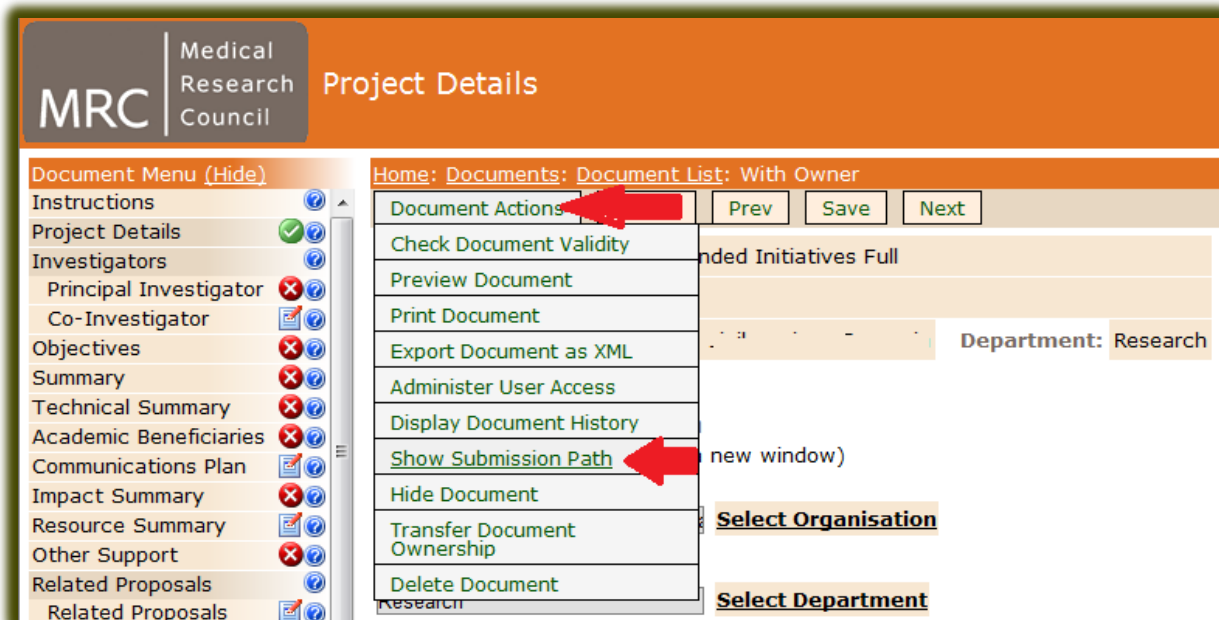 MRC
Medical
Research
Council
Project Details
Document Menu (Hide)
Instructions
Project Details
Investigators
Principal Investigator
Co-Investigator
Objectives
Summary
Technical Summary
Academic Beneficiaries
Communications Plan
Impact Summary
Resource Summary
Other Support
Related Proposals
Related Proposals
Home: Documents: Document List: With Owner
Document Actions Prev Save Next
Check Document Validity
Preview Document
Print Document
Export Document as XML
Administer User Access
Display Document History
Show Submission Path
Hide Document
Transfer Document
Ownership
Delete Document
Initiatives Full
Department: Research
new window)
Select Organisation
Research
Select Department